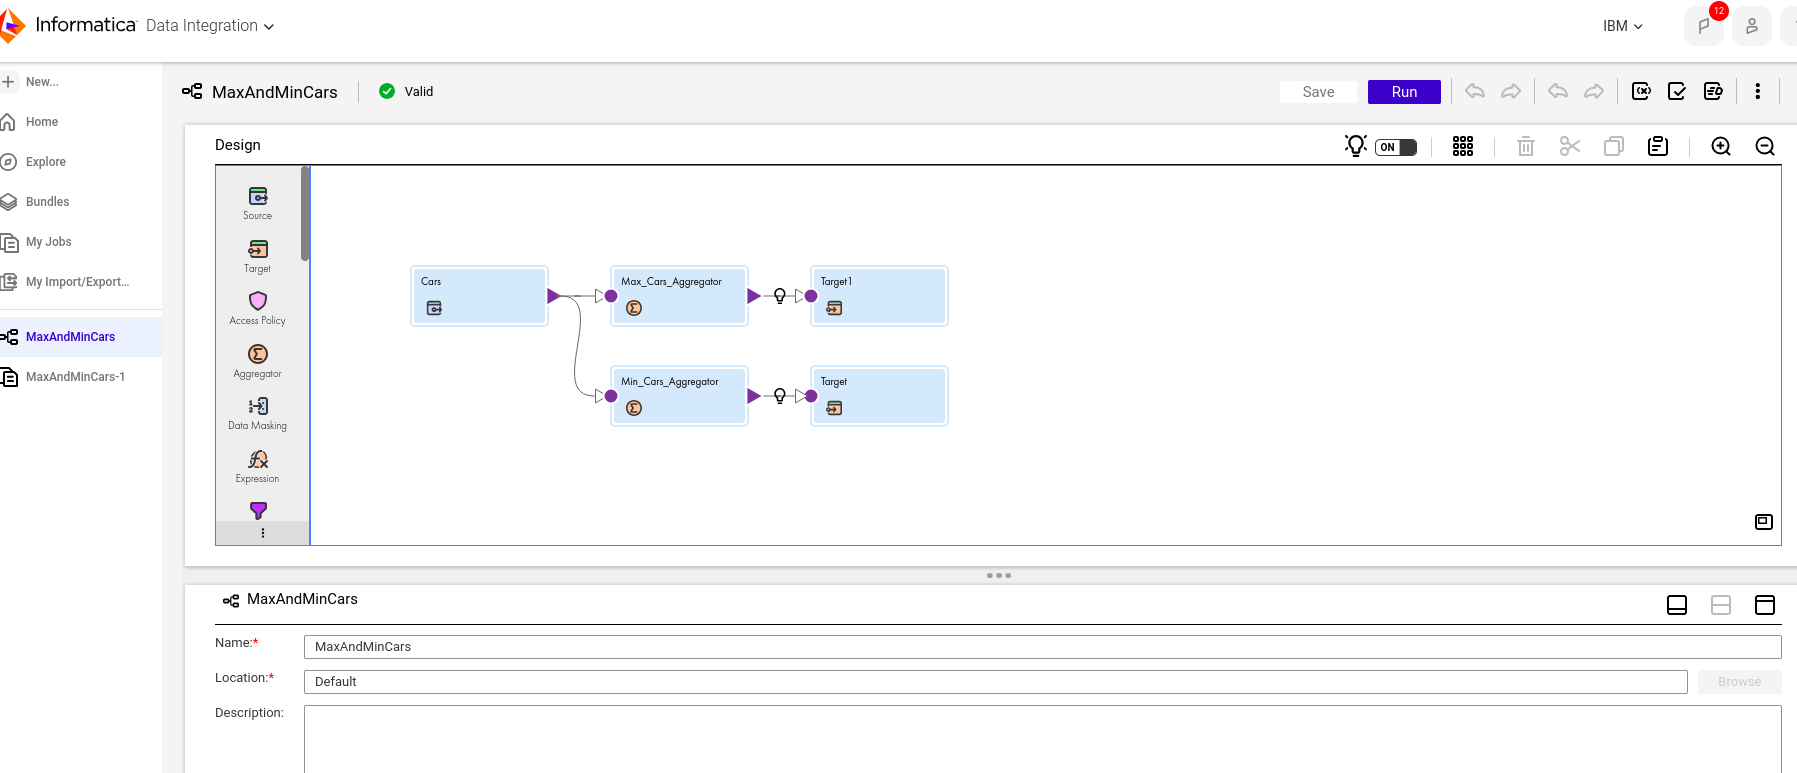 Informatica Data Integration
IBM
12
New...
Home
Explore
Bundles
My Jobs
My Import/Export...
MaxAndMinCars
MaxAndMinCars-1
MaxAndMinCars
Valid
Save
Run
Design
ON
Source
Target
Access Policy
Aggregator
Data Masking
Expression
Cars
Max_Cars_Aggregator
Target1
Min_Cars_Aggregator
Target
MaxAndMinCars
Name:* MaxAndMinCars
Location:* Default Browse
Description: